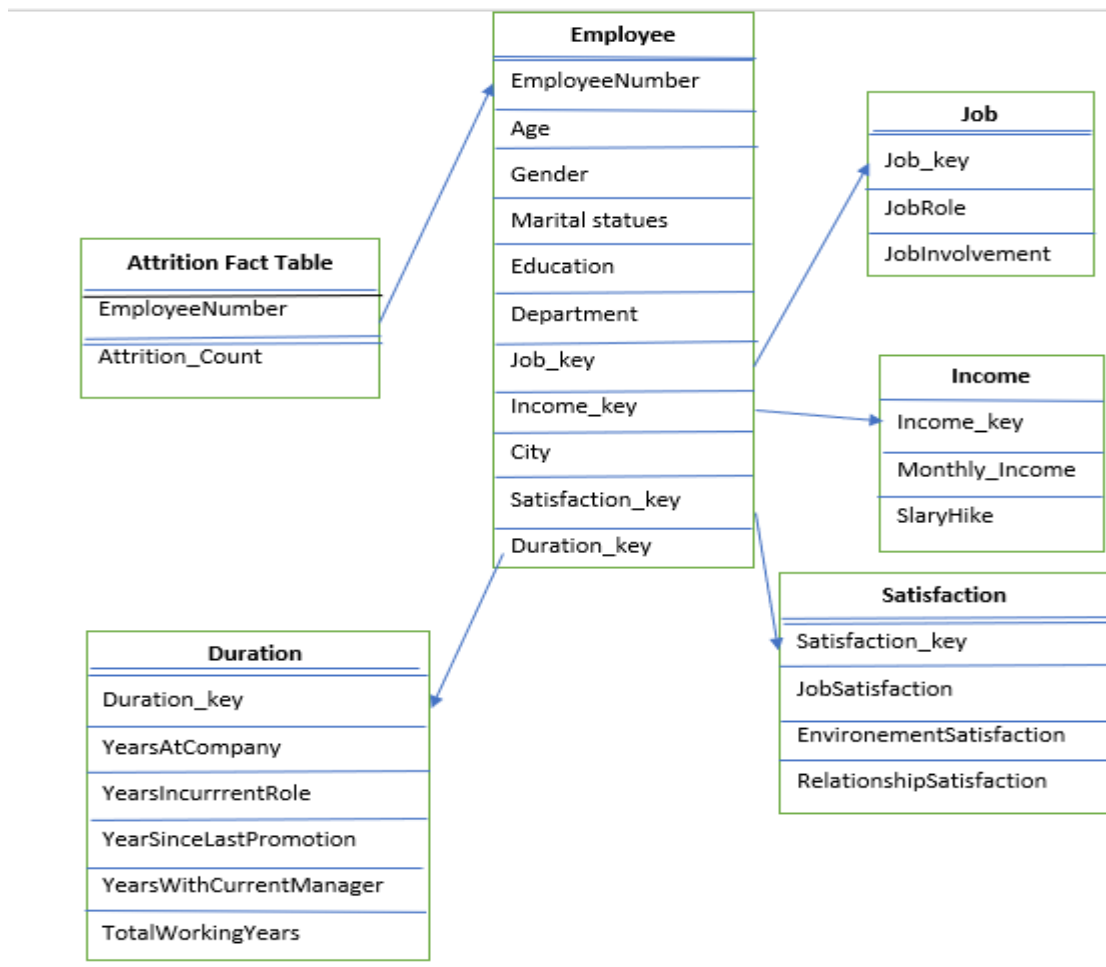 Employee
EmployeeNumber
Age
Gender
Marital statues
Education
Department
Job_key
Income_key
City
Satisfaction_key
Duration_key
Job
Job_key
JobRole
JobInvolvement
Attrition Fact Table
EmployeeNumber
Attrition_Count
Income
Income_key
Monthly_Income
SlaryHike
Satisfaction
Satisfaction_key
JobSatisfaction
EnvironementSatisfaction
RelationshipSatisfaction
Duration
Duration_key
YearsAtCompany
YearsIncurrrentRole
YearSinceLastPromotion
YearsWithCurrentManager
TotalWorkingYears